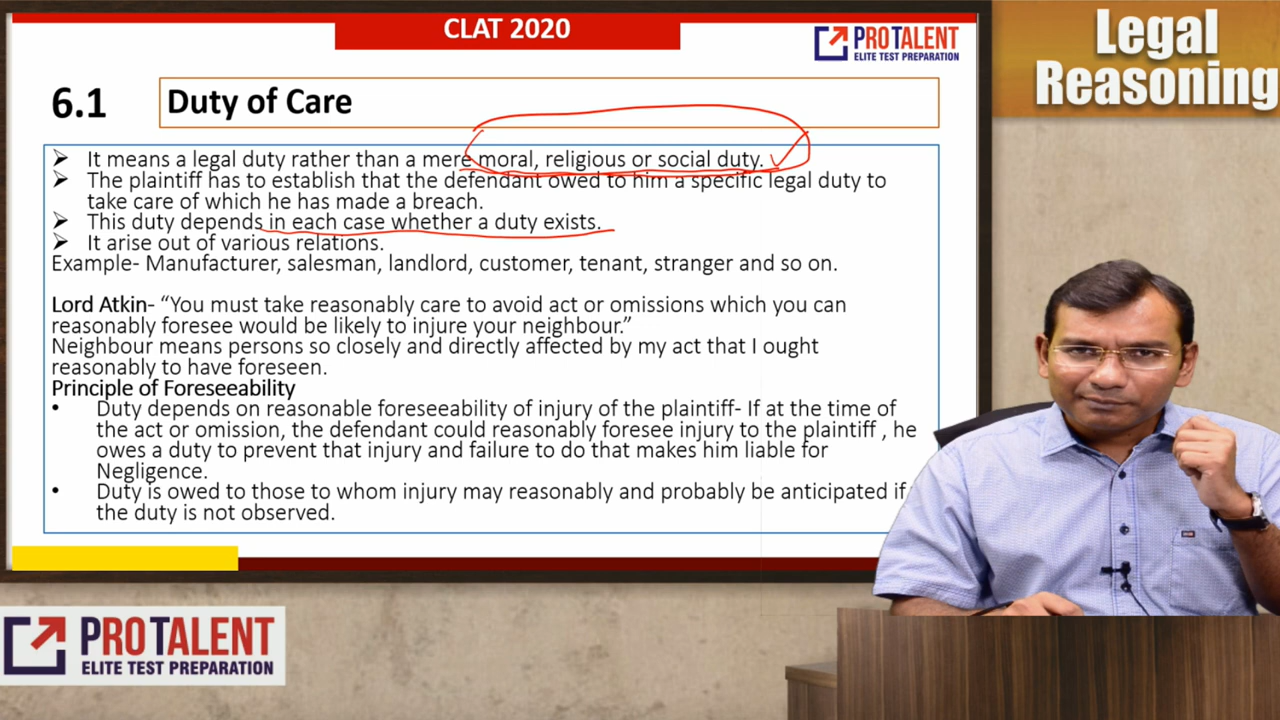 CLAT 2020
PROTALENT
ELITE TEST PREPARATION
Legal
Reasoning
6.1 Duty of Care
➢ It means a legal duty rather than a mere moral, religious or social duty.
➢ The plaintiff has to establish that the defendant owed to him a specific legal duty to
take care of which he has made a breach.
➢ This duty depends in each case whether a duty exists.
➢ It arise out of various relations.
Example- Manufacturer, salesman, landlord, customer, tenant, stranger and so on.
Lord Atkin- “You must take reasonably care to avoid act or omissions which you can
reasonably foresee would be likely to injure your neighbour.”
Neighbour means persons so closely and directly affected by my act that I ought
reasonably to have foreseen.
Principle of Foreseeability
• Duty depends on reasonable foreseeability of injury of the plaintiff- If at the time of
the act or omission, the defendant could reasonably foresee injury to the plaintiff , he
owes a duty to prevent that injury and failure to do that makes him liable for
Negligence.
• Duty is owed to those to whom injury may reasonably and probably be anticipated if
the duty is not observed.
PROTALENT
ELITE TEST PREPARATION